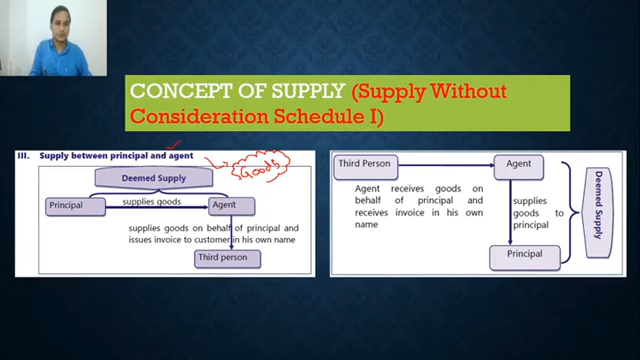 CONCEPT OF SUPPLY (Supply Without
Consideration Schedule I)
III. Supply between principal and agent
Goods
Deemed Supply
Principal
supplies goods
Agent
supplies goods on behalf of principal and
issues invoice to customer in his own name
Third person
Third Person
Agent
Agent receives goods on
behalf of principal and
receives invoice in his own
name
supplies
goods to
principal
Principal
Deemed Supply